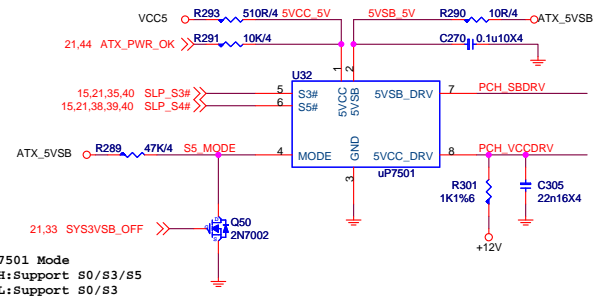 VCC5 R293 510R/4 5VCC_5V 5VSB_5V R290 10R/4 ATX_5VSB
21,44 ATX_PWR_OK R291 10K/4 C270 0.1u10X4
1 2
U32
15,21,35,40 SLP_S3# 5 S3# 5VCC 5VSB 5VSB_DRV 7 PCH_SBDRV
15,21,38,39,40 SLP_S4# 6 S5#
ATX_5VSB R289 47K/4 S5_MODE 4 MODE GND 5VCC_DRV 8 PCH_VCCDRV
3 uP7501
R301 C305
1K1%6 22n16X4
21,33 SYS3VSB_OFF Q50
2N7002
+12V
7501 Mode
H:Support S0/S3/S5
L:Support S0/S3